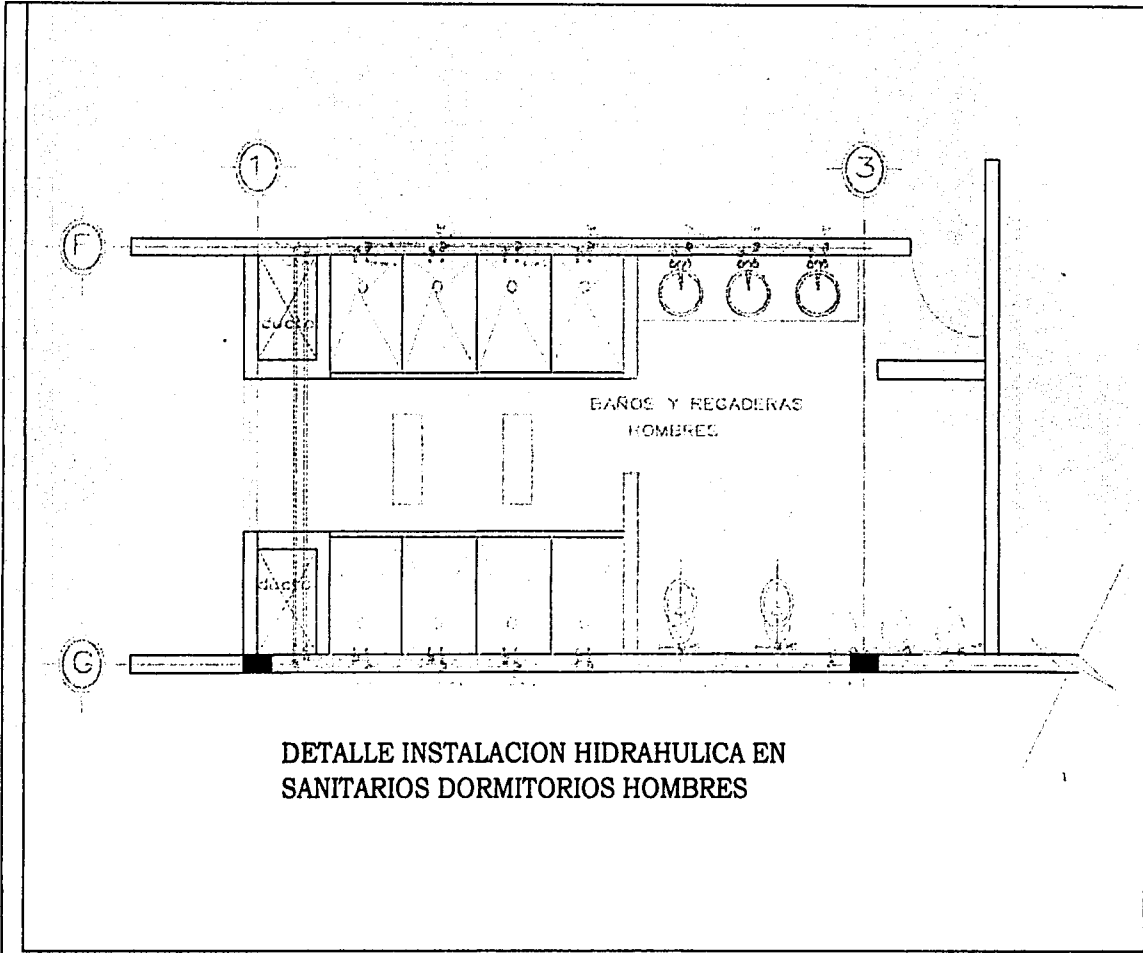 1
3
F
ducto
BAÑOS Y REGADERAS
HOMBRES
ducto
G
DETALLE INSTALACION HIDRAHULICA EN
SANITARIOS DORMITORIOS HOMBRES